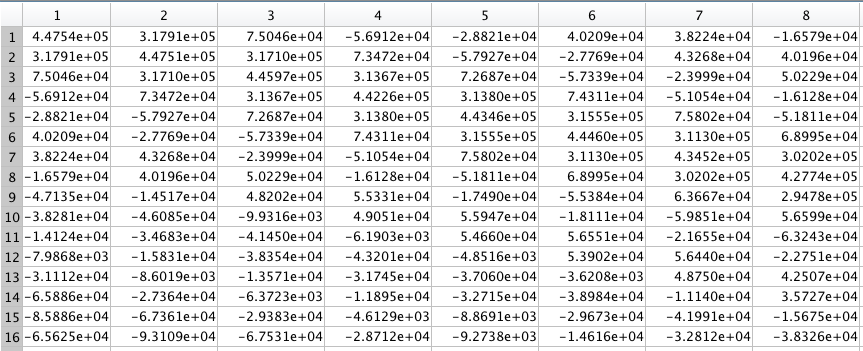 1 2 3 4 5 6 7 8
1 4.4754e+05 3.1791e+05 7.5046e+04 −5.6912e+04 −2.8821e+04 4.0209e+04 3.8224e+04 −1.6579e+04
2 3.1791e+05 4.4751e+05 3.1710e+05 7.3472e+04 −5.7927e+04 −2.7769e+04 4.3268e+04 4.0196e+04
3 7.5046e+04 3.1710e+05 4.4597e+05 3.1367e+05 7.2687e+04 −5.7339e+04 −2.3999e+04 5.0229e+04
4 −5.6912e+04 7.3472e+04 3.1367e+05 4.4226e+05 3.1380e+05 7.4311e+04 −5.1054e+04 −1.6128e+04
5 −2.8821e+04 −5.7927e+04 7.2687e+04 3.1380e+05 4.4346e+05 3.1555e+05 7.5802e+04 −5.1811e+04
6 4.0209e+04 −2.7769e+04 −5.7339e+04 7.4311e+04 3.1555e+05 4.4460e+05 3.1130e+05 6.8995e+04
7 3.8224e+04 4.3268e+04 −2.3999e+04 −5.1054e+04 7.5802e+04 3.1130e+05 4.3452e+05 3.0202e+05
8 −1.6579e+04 4.0196e+04 5.0229e+04 −1.6128e+04 −5.1811e+04 6.8995e+04 3.0202e+05 4.2774e+05
9 −4.7135e+04 −1.4517e+04 4.8202e+04 5.5331e+04 −1.7490e+04 −5.5384e+04 6.3667e+04 2.9478e+05
10 −3.8281e+04 −4.6085e+04 −9.9316e+03 4.9051e+04 5.5947e+04 −1.8111e+04 −5.9851e+04 5.6599e+04
11 −1.4124e+04 −3.4683e+04 −4.1450e+04 −6.1903e+03 5.4660e+04 5.6551e+04 −2.1655e+04 −6.3243e+04
12 −7.9868e+03 −1.5831e+04 −3.8354e+04 −4.3201e+04 −4.8516e+03 5.3902e+04 5.6440e+04 −2.2751e+04
13 −3.1112e+04 −8.6019e+03 −1.3571e+04 −3.1745e+04 −3.7060e+04 −3.6208e+03 4.8750e+04 4.2507e+04
14 −6.5886e+04 −2.7364e+04 −6.3723e+03 −1.1895e+04 −3.2715e+04 −3.8984e+04 −1.1140e+04 3.5727e+04
15 −8.5886e+04 −6.7361e+04 −2.9383e+04 −4.6129e+03 −8.8691e+03 −2.9673e+04 −4.1991e+04 −1.5675e+04
16 −6.5625e+04 −9.3109e+04 −6.7531e+04 −2.8712e+04 −9.2738e+03 −1.4616e+04 −3.2812e+04 −3.8326e+04